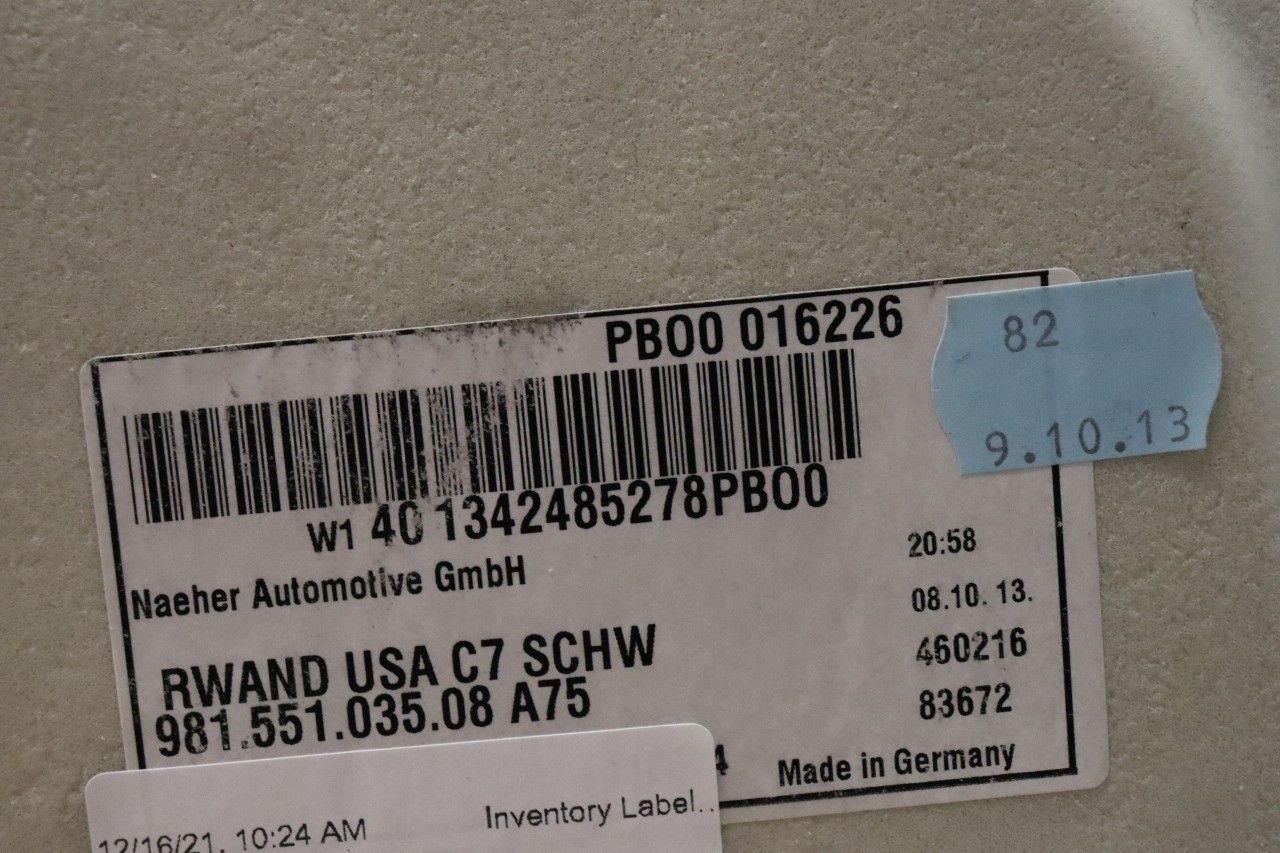 PBO0 016226
82
9.10.13
W1 40 1342485278PBO0
20:58
Naeher Automotive GmbH
08.10. 13.
RWAND USA C7 SCHW
460216
981.551.035.08 A75
83672
4
Made in Germany
Inventory Label..
12/16/21, 10:24 AM